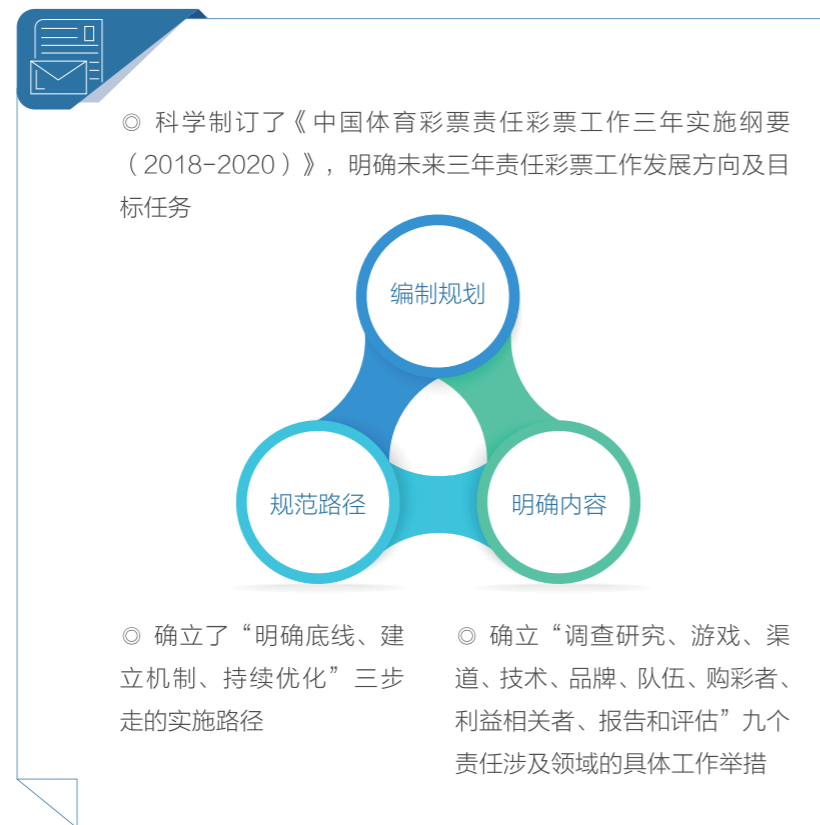 ◎ 科学制订了《中国体育彩票责任彩票工作三年实施纲要
（2018-2020）》，明确未来三年责任彩票工作发展方向及目
标任务
编制规划
规范路径
明确内容
◎ 确立了“明确底线、建
立机制、持续优化”三步
走的实施路径
◎ 确立“调查研究、游戏、渠
道、技术、品牌、队伍、购彩者、
利益相关者、报告和评估”九个
责任涉及领域的具体工作举措